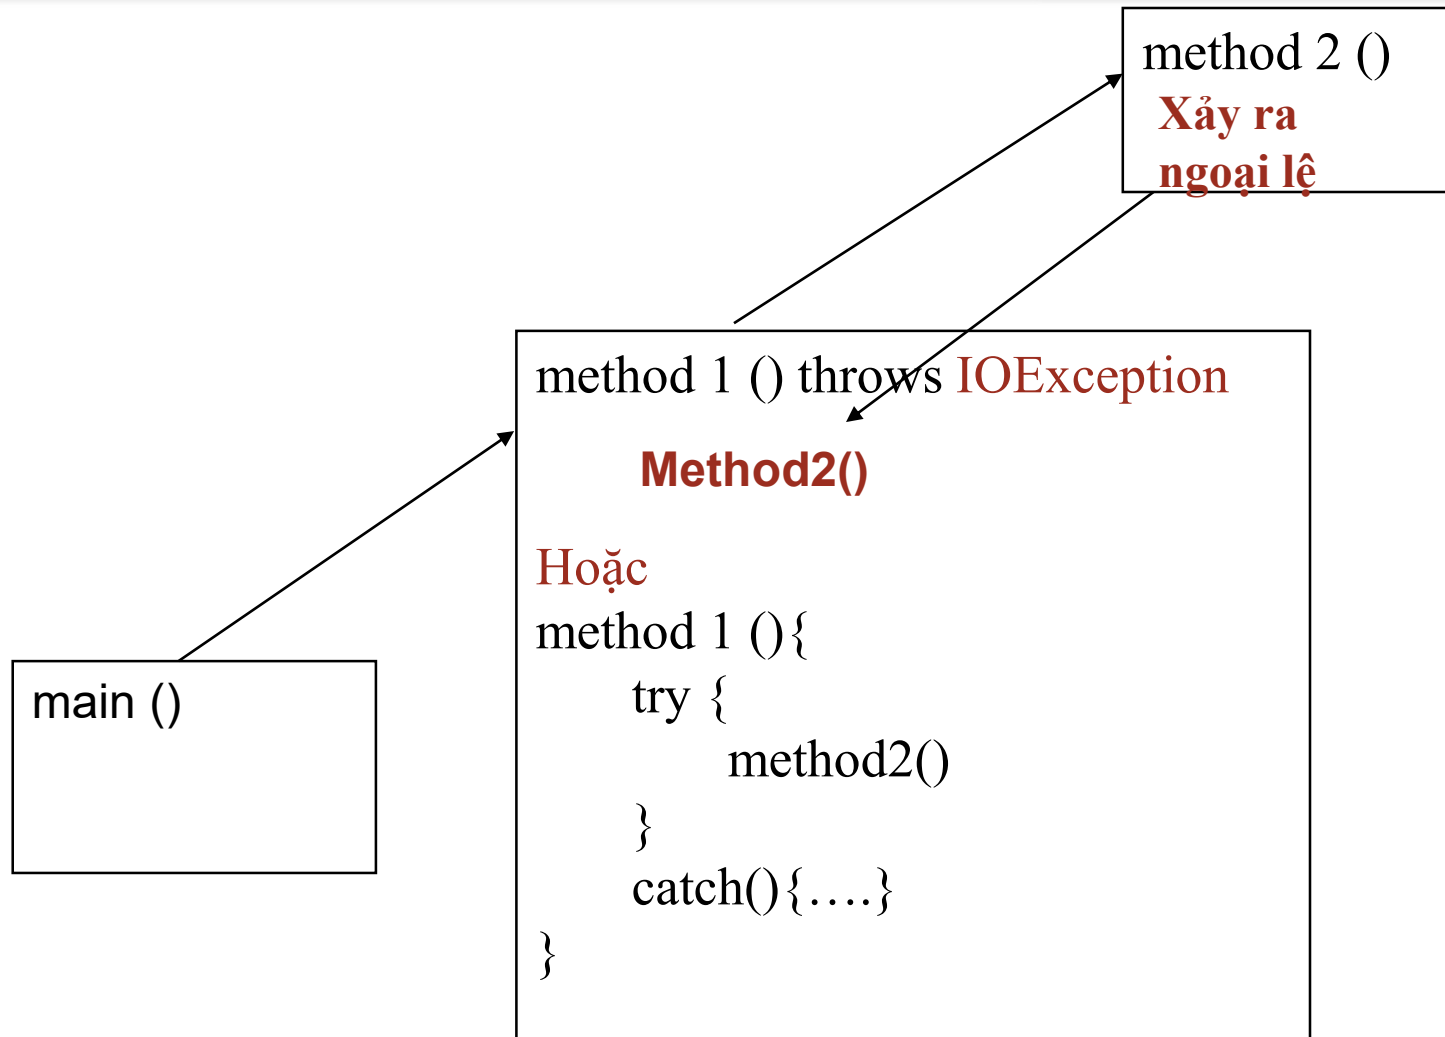 method 2 ()
Xảy ra
ngoại lệ
method 1 () throws IOException
Method2()
Hoặc
method 1 (){
try {
method2()
}
catch(){....}
}
main ()